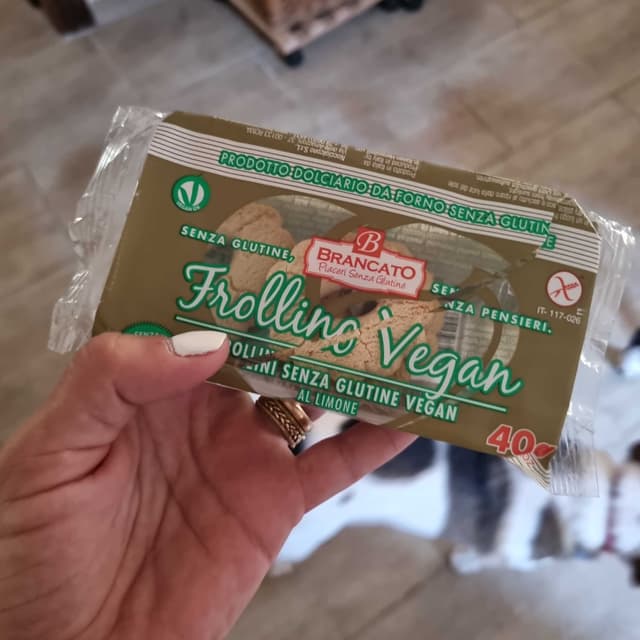 PRODOTTO DOLCIARIO DA FORNO SENZA GLUTINE
SENZA GLUTINE,
B
BRANCATO
Piaceri Senza Glutine
SENZA PENSIERI.
IT- 117-026
Frollino Vegan
FROLLINI SENZA GLUTINE VEGAN
AL LIMONE
40g